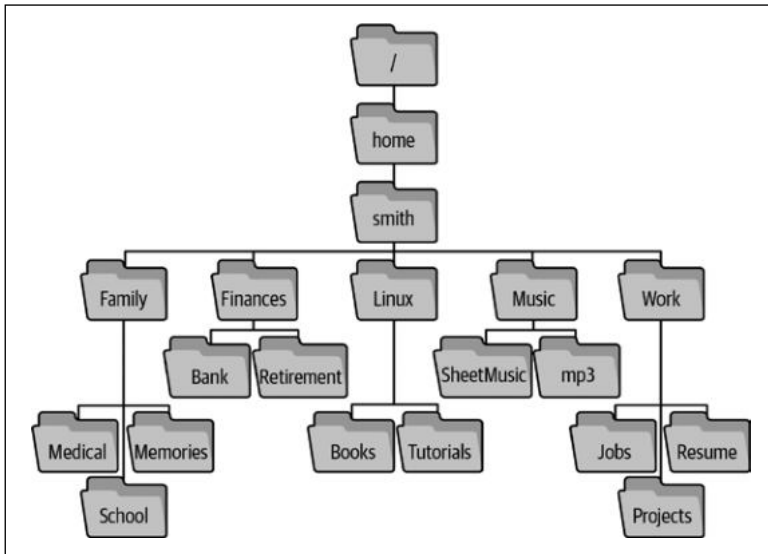 /
home
smith
Family Finances Linux Music Work
Bank Retirement SheetMusic mp3
Medical Memories Books Tutorials Jobs Resume
School Projects